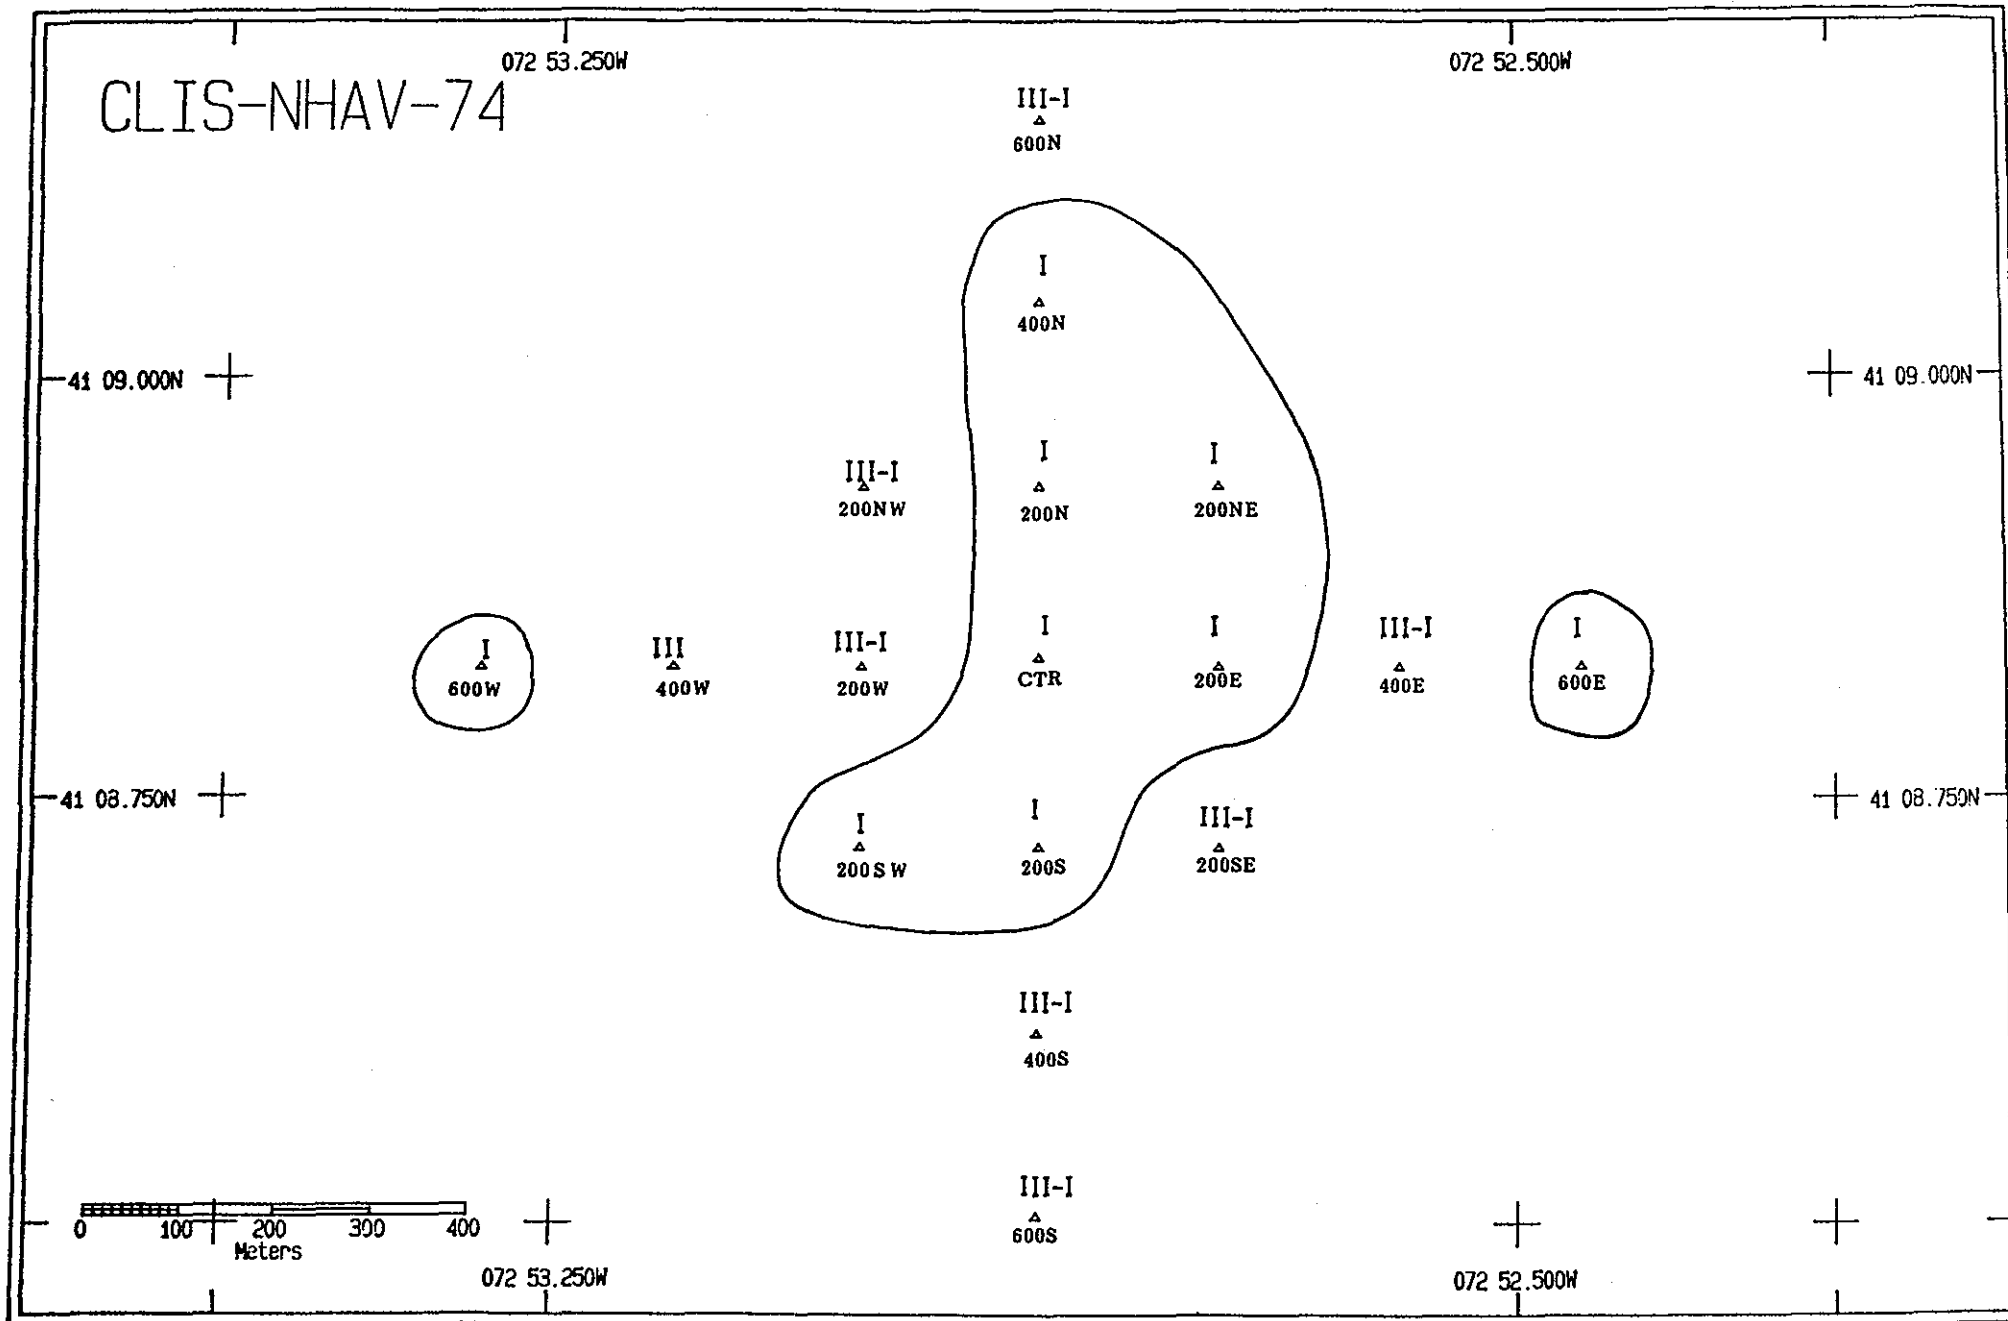 072 53.250W
072 52.500W
CLIS-NHAV-74
III-I
600N
I
400N
41 09.000N
41 09.000N
III-I
200NW
I
200N
I
200NE
I
600W
III
400W
III-I
200W
I
CTR
I
200E
III-I
400E
I
600E
41 08.750N
41 08.750N
I
200SW
I
200S
III-I
200SE
III-I
400S
III-I
600S
0 100 200 300 400
Meters
072 53.250W
072 52.500W